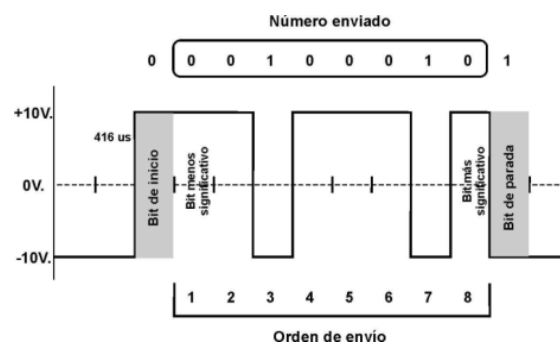 Número enviado
0 0 0 1 0 0 0 1 0 1
+10V.
416 us
0V.
-10V.
Bit de inicio
Bit menos
significativo
Bit más
significativo
Bit de parada
1 2 3 4 5 6 7 8
Orden de envío